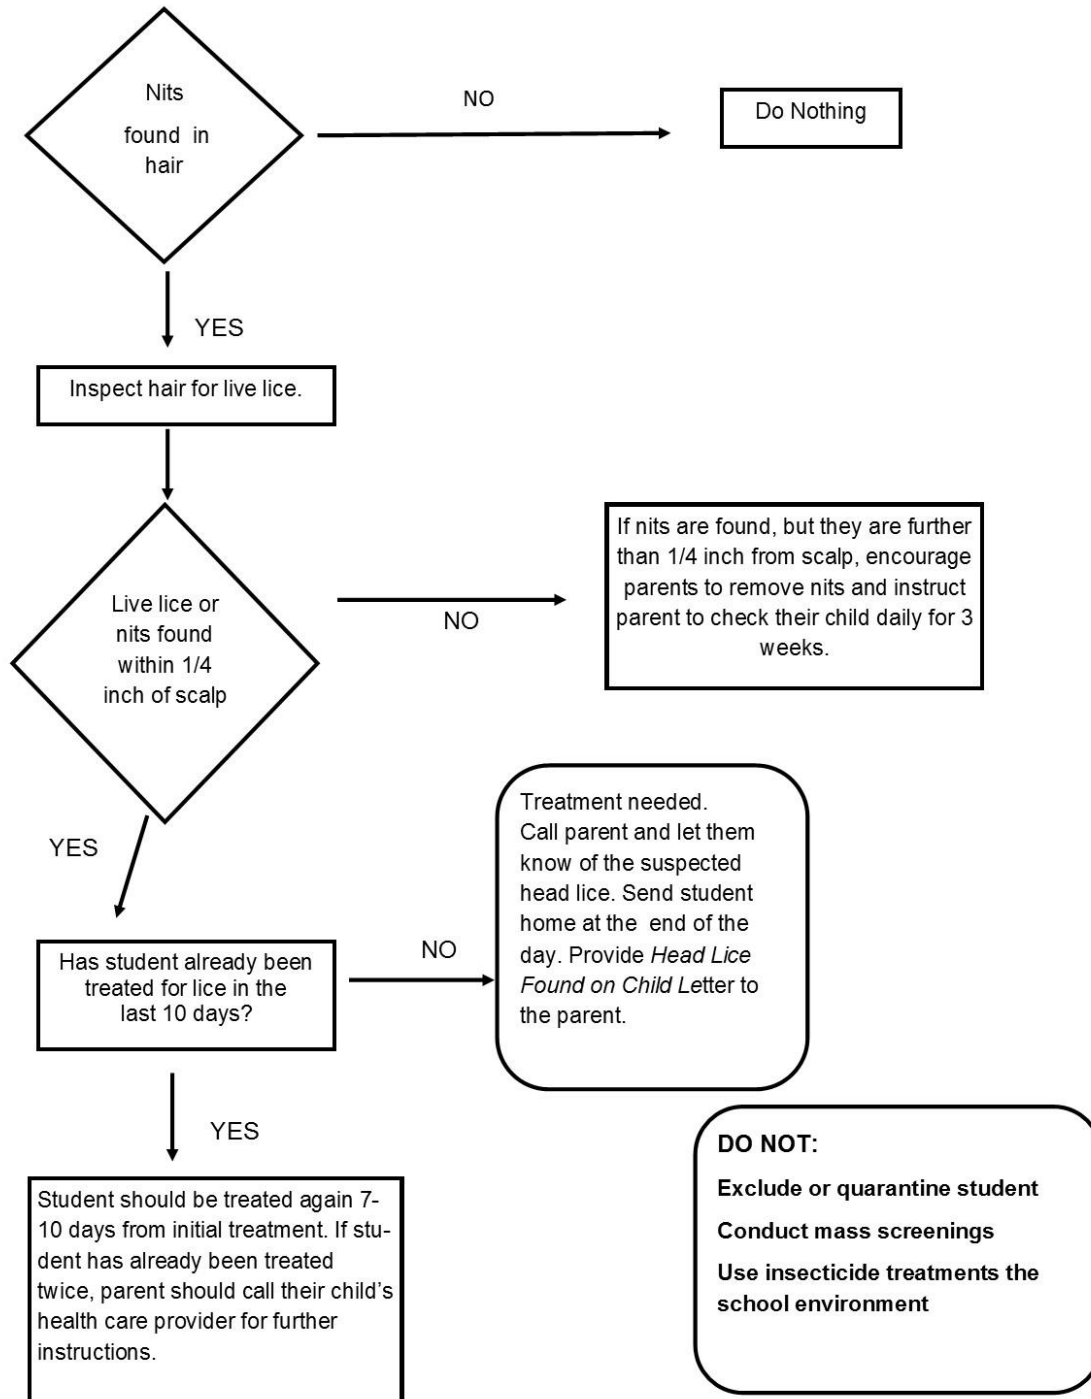 Nits
found in
hair
NO
Do Nothing
YES
Inspect hair for live lice.
Live lice or
nits found
within 1/4
inch of scalp
NO
If nits are found, but they are further
than 1/4 inch from scalp, encourage
parents to remove nits and instruct
parent to check their child daily for 3
weeks.
YES
Has student already been
treated for lice in the
last 10 days?
NO
Treatment needed.
Call parent and let them
know of the suspected
head lice. Send student
home at the end of the
day. Provide Head Lice
Found on Child Letter to
the parent.
YES
Student should be treated again 7-
10 days from initial treatment. If stu-
dent has already been treated
twice, parent should call their child's
health care provider for further
instructions.
DO NOT:
Exclude or quarantine student
Conduct mass screenings
Use insecticide treatments the
school environment